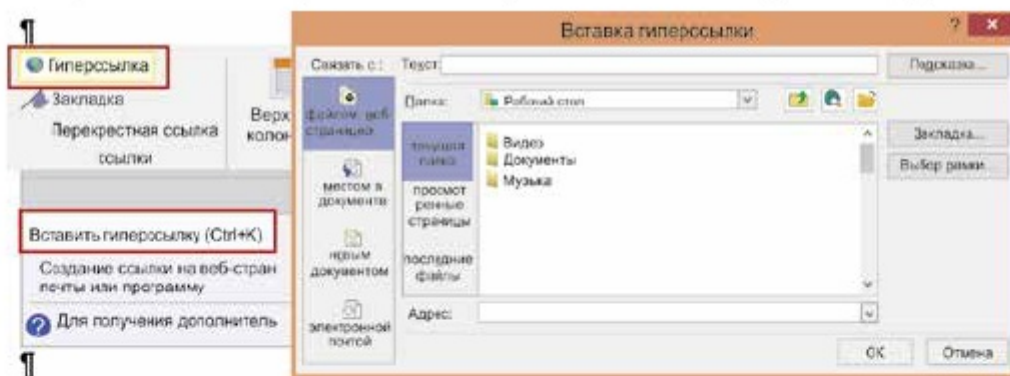 ¶
Гиперссылка
Закладка
Перекрестная ссылка
ссылки
Верх
колон
Вставить гиперссылку (Ctrl+K)
Создание ссылки на веб-стран
почты или программу
Для получения дополнитель
¶
Вставка гиперссылки
?
Связать с:
Текст:
Подсказка...
файлом, веб-
страницей
местом в
документе
новым
документом
электронной
почтой
Папка:
Рабочий стол
текущая
папка
просмот
ренные
страницы
последние
файлы
Видео
Документы
Музыка
Закладка...
Выбор рамки...
Адрес:
OK
Отмена